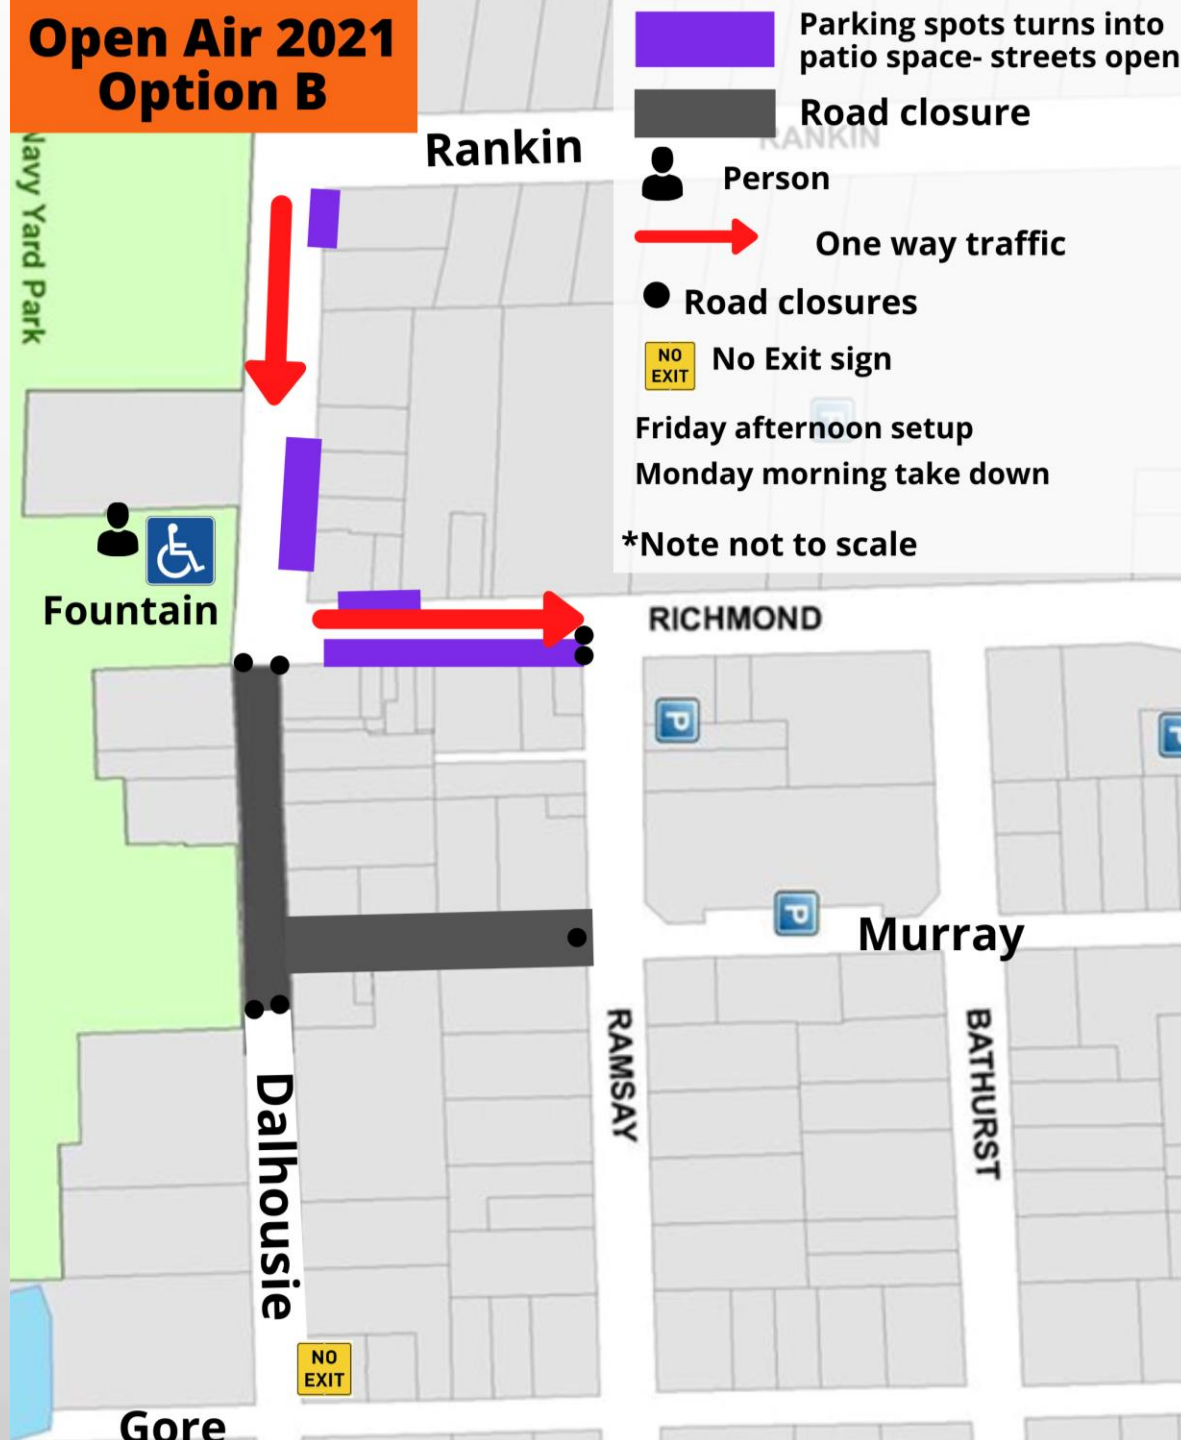 Open Air 2021
Option B
Parking spots turns into
patio space- streets open
Road closure
RANKIN
Rankin
Person
One way traffic
Road closures
NO
EXIT
No Exit sign
Friday afternoon setup
Monday morning take down
*Note not to scale
Navy Yard Park
P
Fountain
RICHMOND
P
P
P
Murray
RAMSAY
BATHURST
Dalhousie
NO
EXIT
Gore